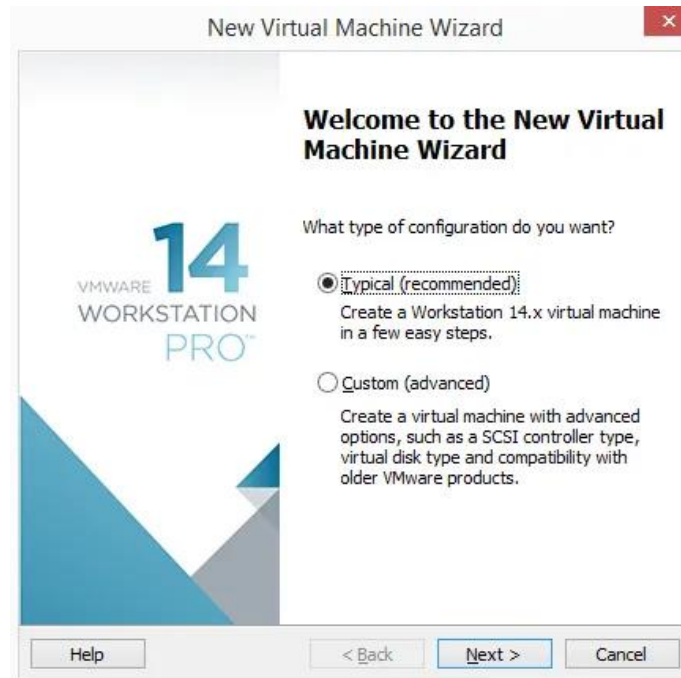 New Virtual Machine Wizard
Welcome to the New Virtual
Machine Wizard
14
VMWARE
WORKSTATION
PRO™
What type of configuration do you want?
Typical (recommended)
Create a Workstation 14.x virtual machine
in a few easy steps.
Custom (advanced)
Create a virtual machine with advanced
options, such as a SCSI controller type,
virtual disk type and compatibility with
older VMware products.
Help
< Back
Next >
Cancel